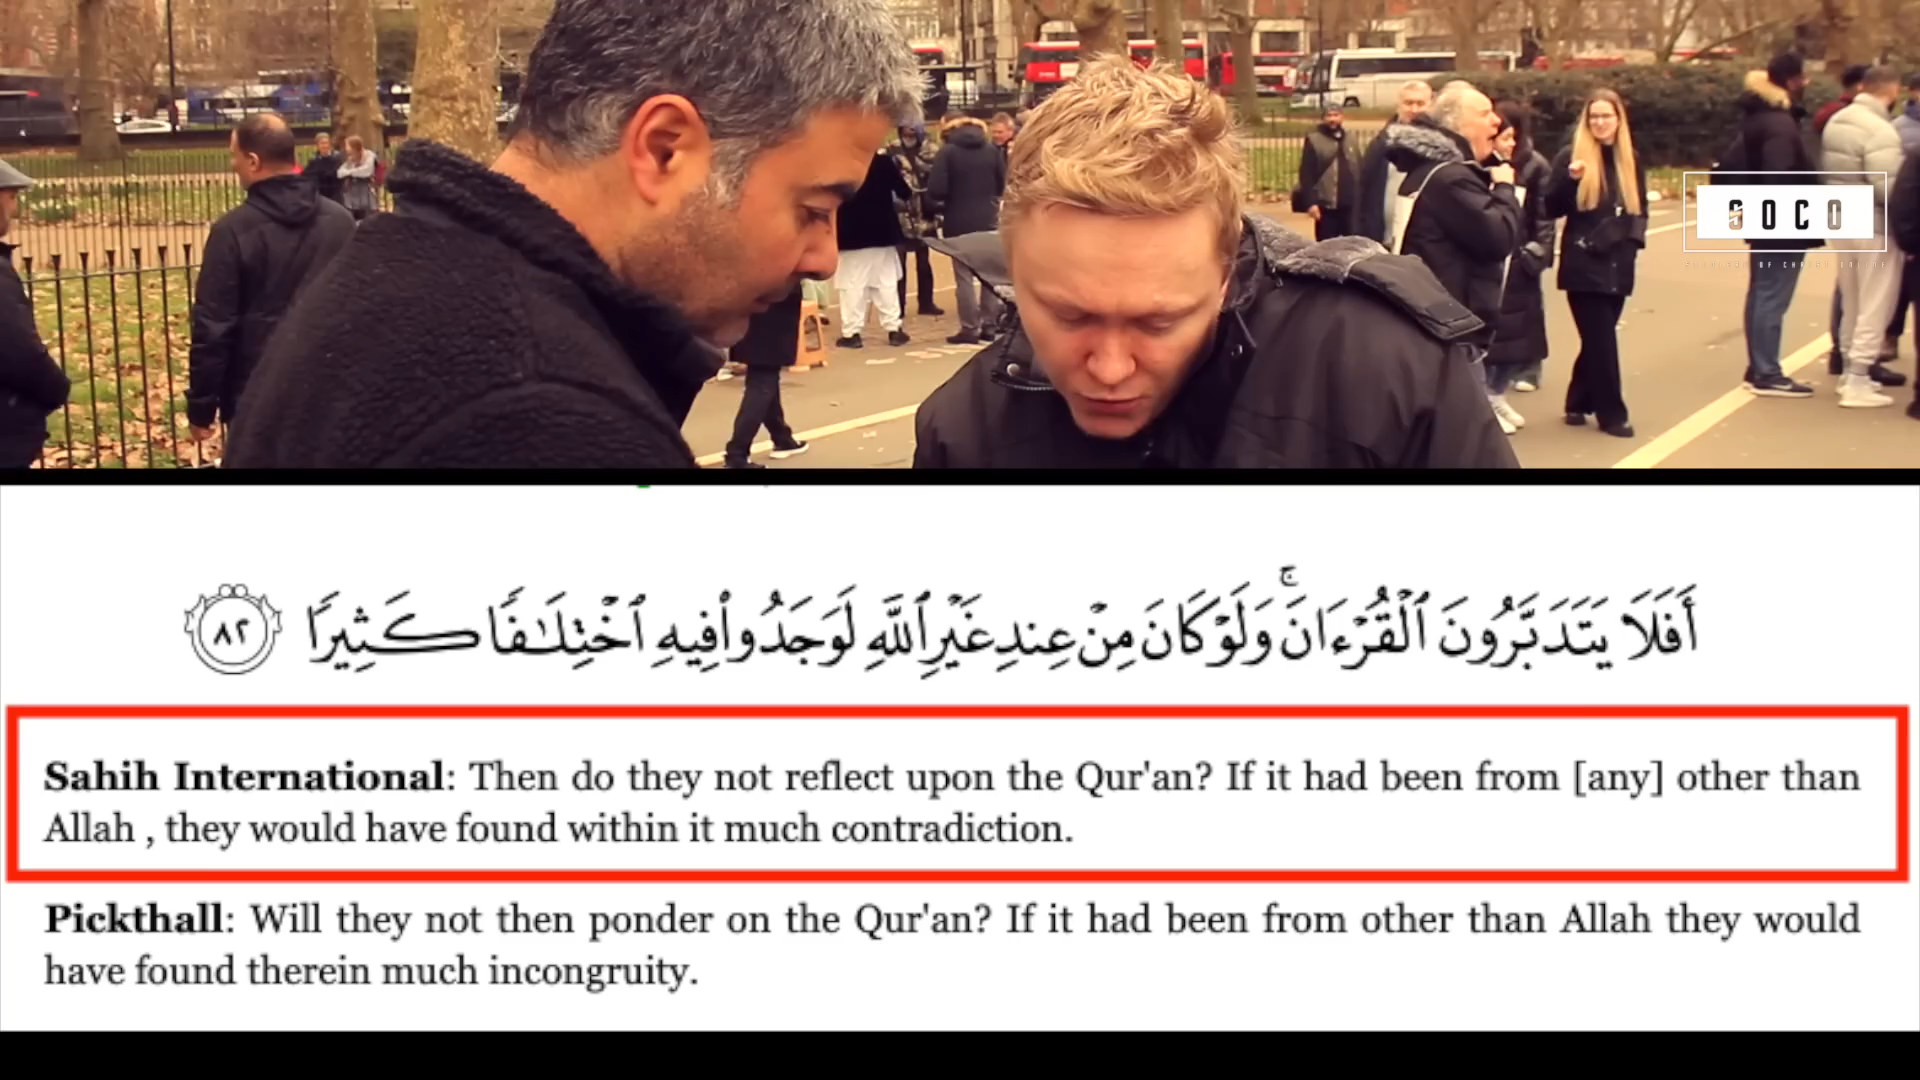 SOCO
أَفَلَا يَتَدَبَّرُونَ ٱلْقُرْءَانَ ۚ وَلَوْ كَانَ مِنْ عِندِ غَيْرِ ٱللَّهِ لَوَجَدُوا۟ فِيهِ ٱخْتِلَـٰفًا كَثِيرًا ٨٢
Sahih International: Then do they not reflect upon the Qur'an? If it had been from [any] other than
Allah , they would have found within it much contradiction.
Pickthall: Will they not then ponder on the Qur'an? If it had been from other than Allah they would
have found therein much incongruity.